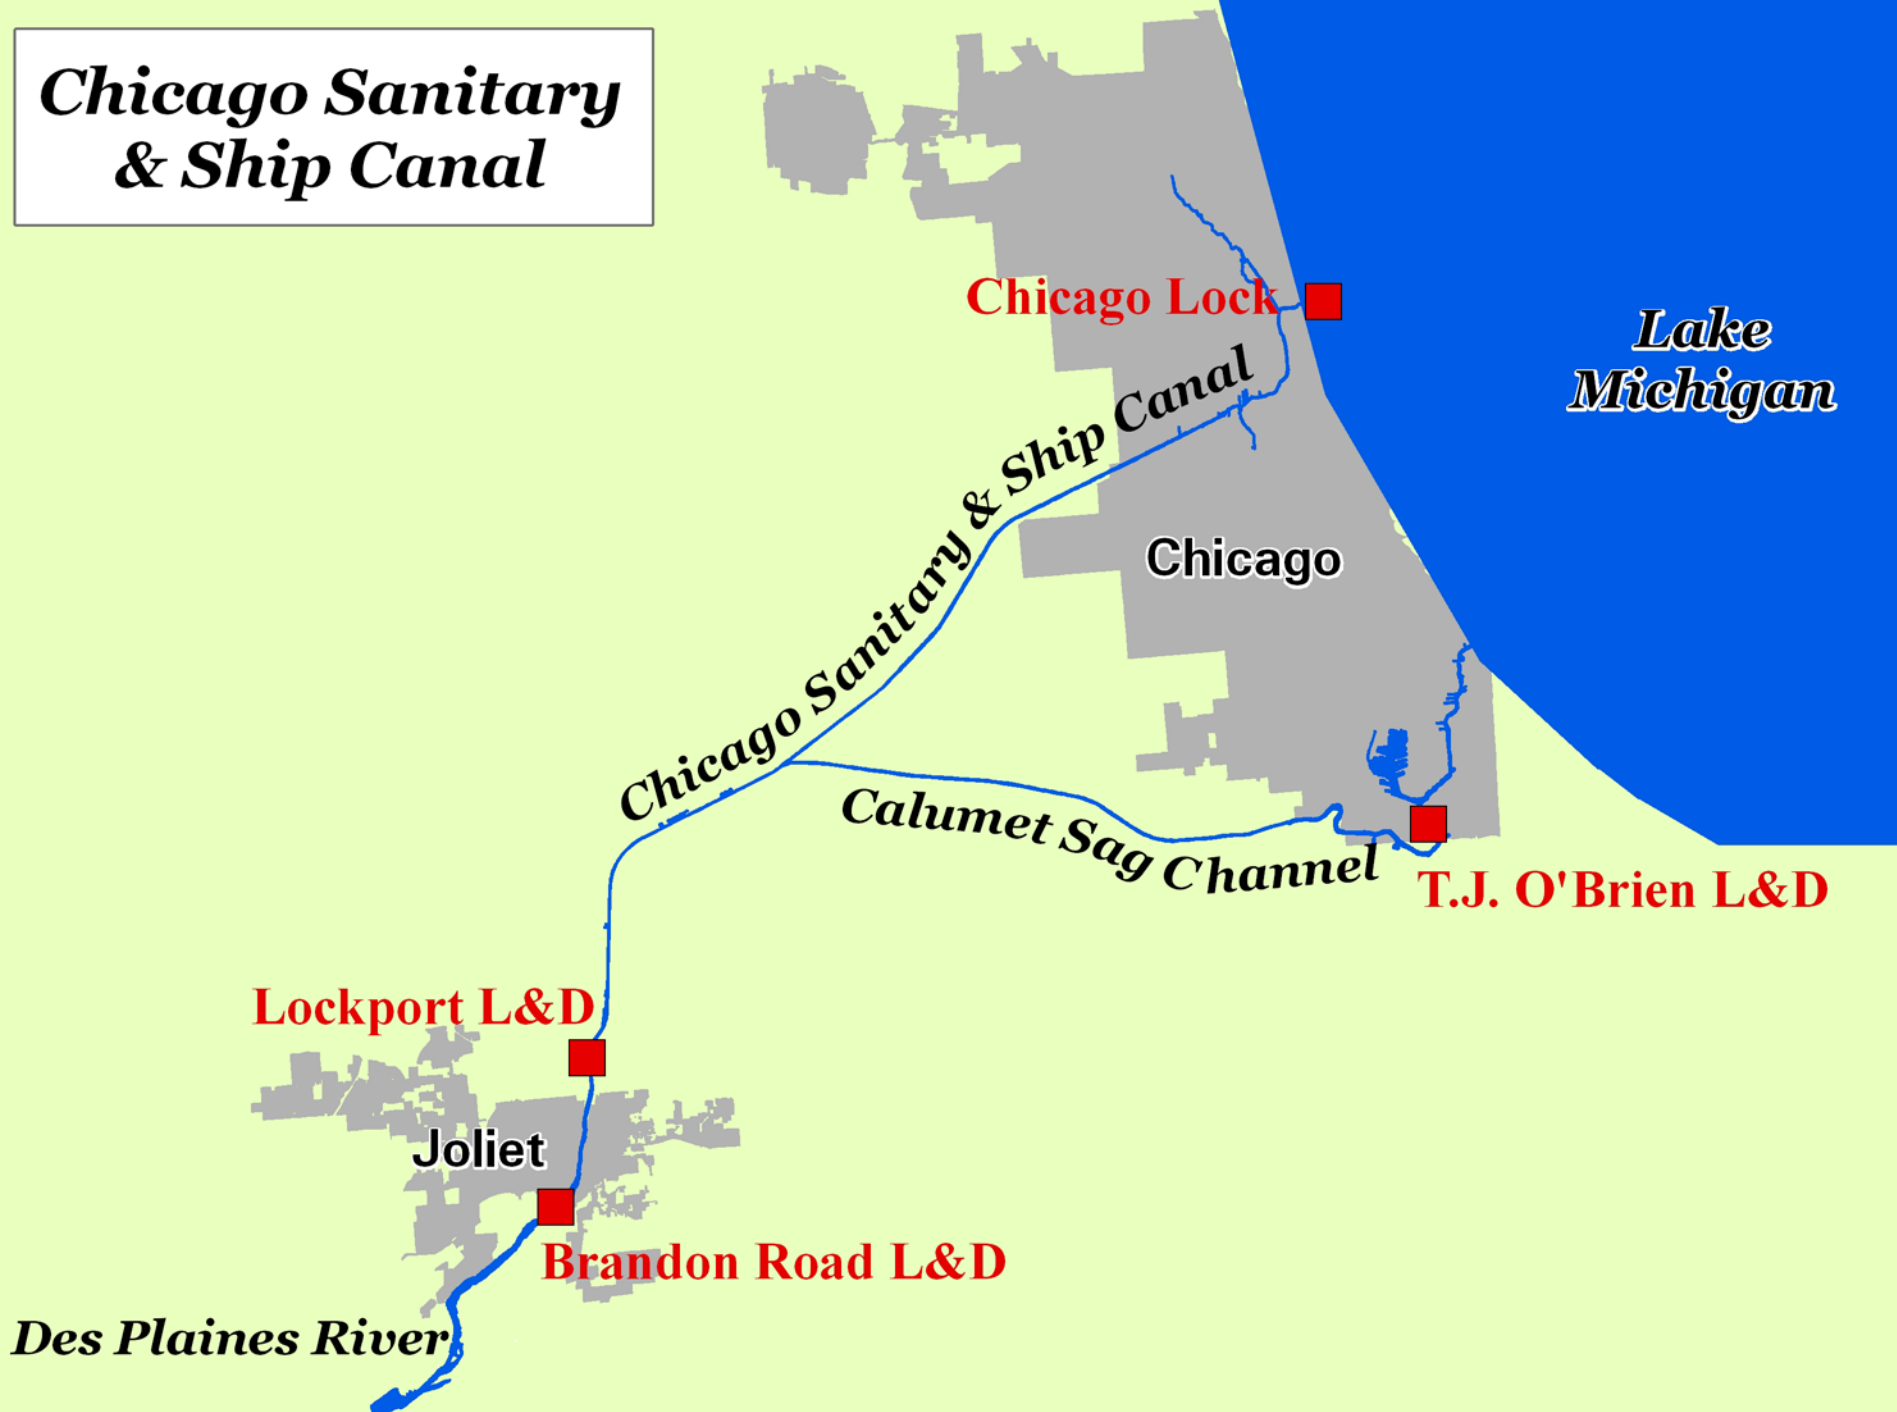 Chicago Sanitary
& Ship Canal
Chicago Lock
Lake
Michigan
Chicago Sanitary & Ship Canal
Chicago
Calumet Sag Channel
T.J. O'Brien L&D
Lockport L&D
Joliet
Brandon Road L&D
Des Plaines River